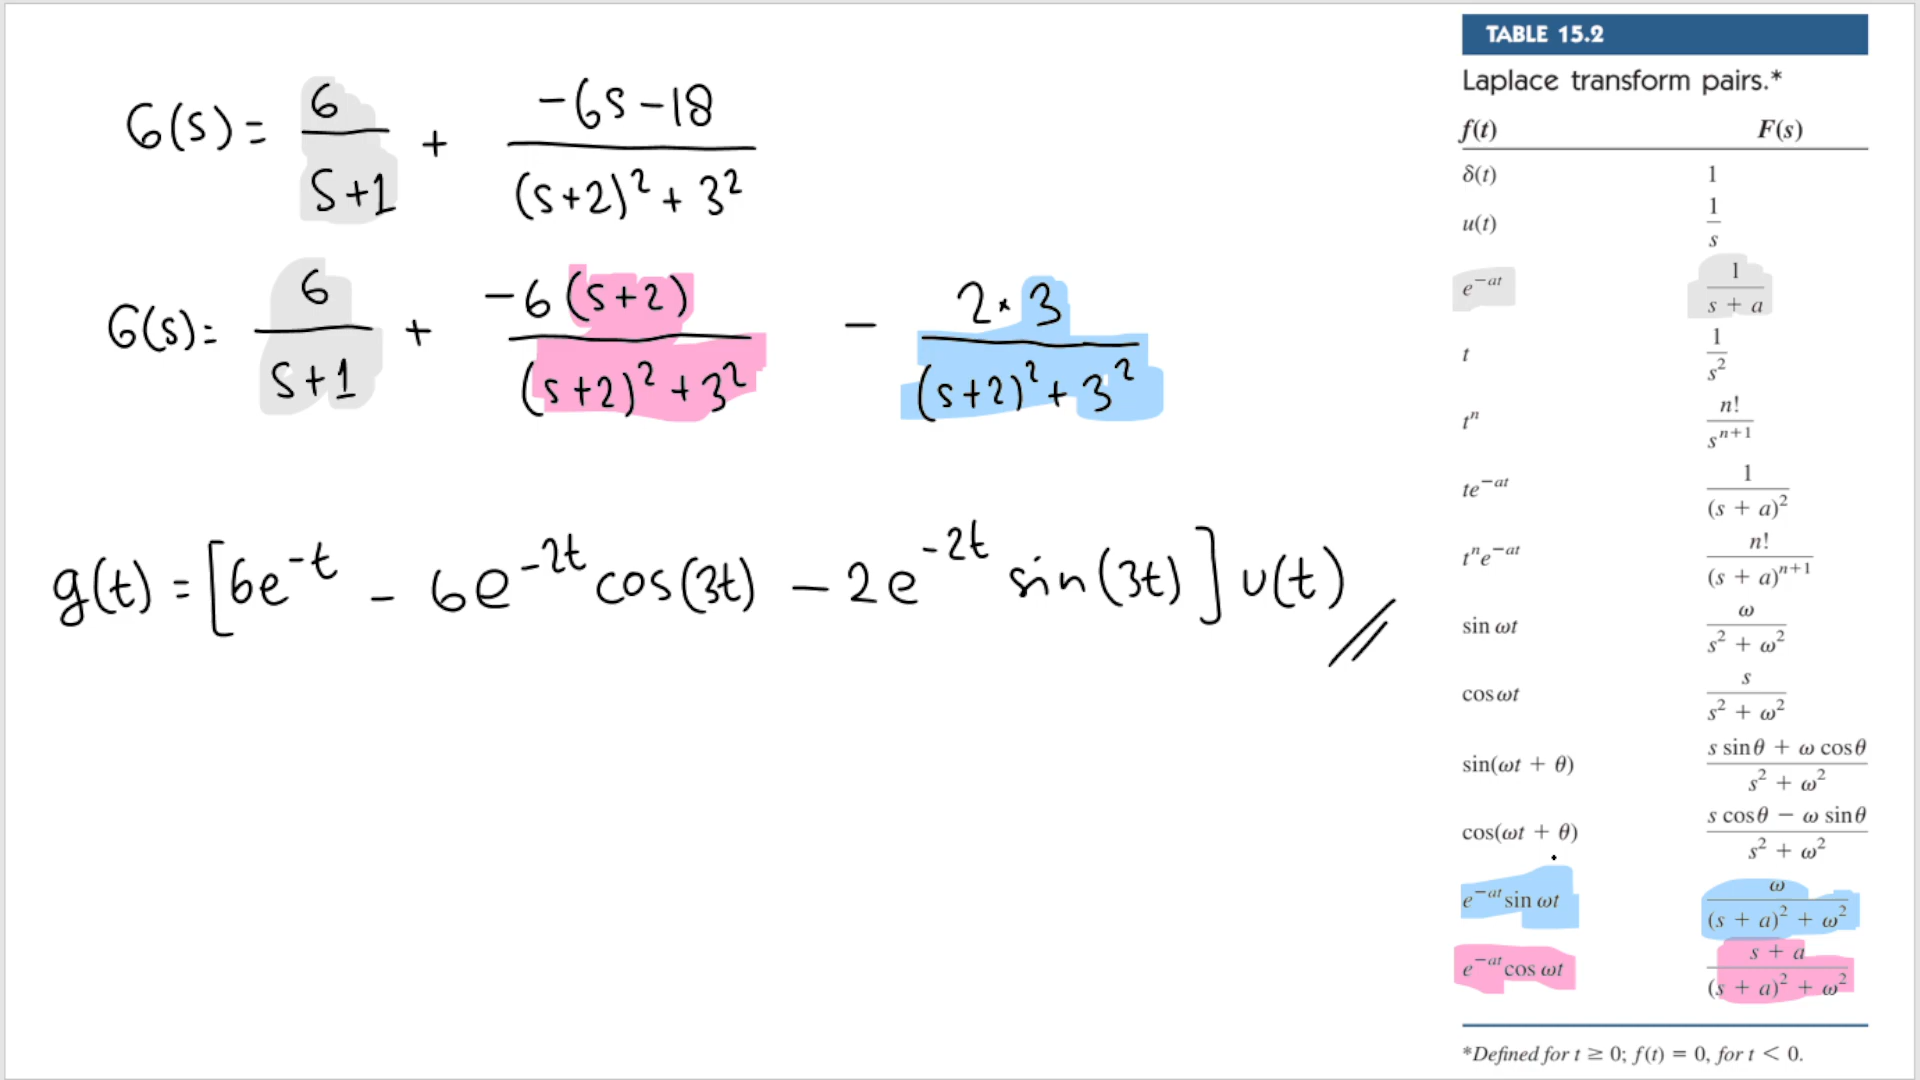 G(s) = 6/(s+1) + (-6s-18)/((s+2)² + 3²)
G(s) = 6/(s+1) + -6(s+2)/((s+2)² + 3²) - 2*3/((s+2)² + 3²)
g(t) = [6e^(-t) - 6e^(-2t) cos(3t) - 2e^(-2t) sin(3t)] u(t)
TABLE 15.2
Laplace transform pairs.*
f(t) F(s)
δ(t) 1
u(t) 1/s
e^(-at) 1/(s + a)
t 1/s²
tⁿ n!/s^(n+1)
te^(-at) 1/(s + a)²
tⁿe^(-at) n!/(s + a)^(n+1)
sin ωt ω/(s² + ω²)
cos ωt s/(s² + ω²)
sin(ωt + θ) (s sin θ + ω cos θ)/(s² + ω²)
cos(ωt + θ) (s cos θ − ω sin θ)/(s² + ω²)
e^(-at) sin ωt ω/((s + a)² + ω²)
e^(-at) cos ωt (s + a)/((s + a)² + ω²)
*Defined for t ≥ 0; f(t) = 0, for t < 0.